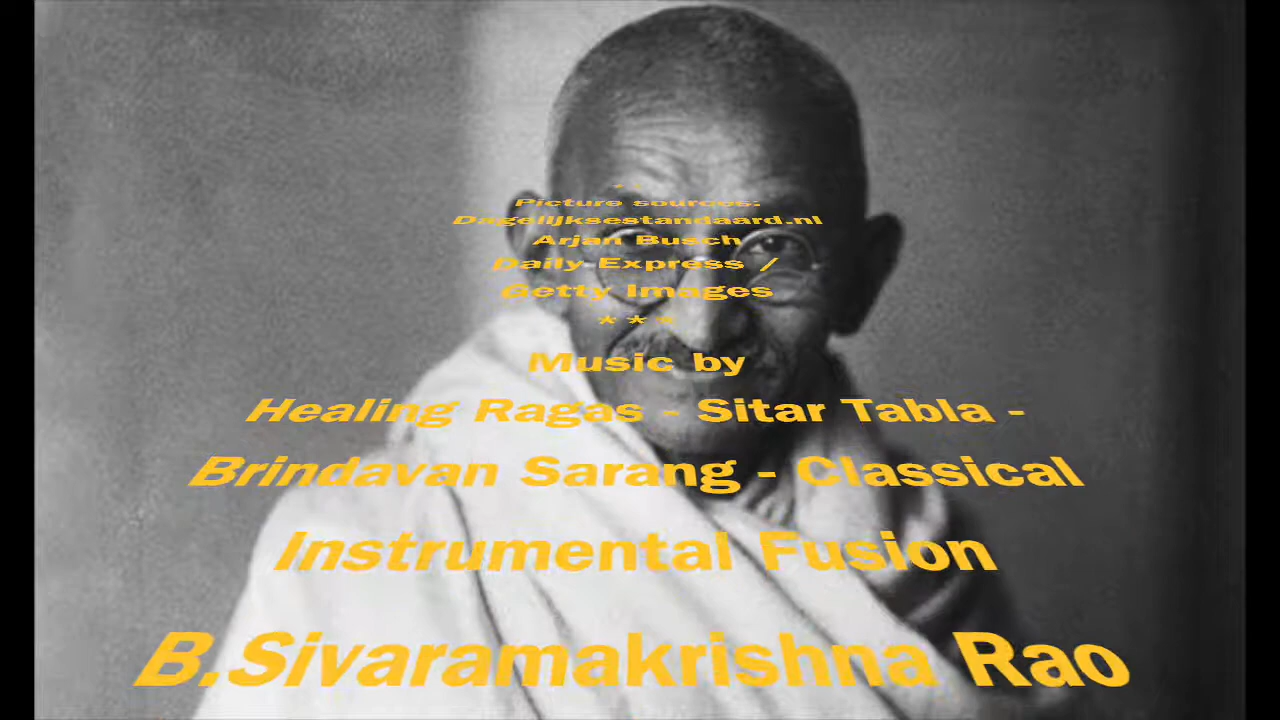 * *
Picture sources:
Dagelijksestandaard.nl
Arjan Busch
Daily Express /
Getty Images
* * *
Music by
Healing Ragas - Sitar Tabla -
Brindavan Sarang - Classical
Instrumental Fusion
B.Sivaramakrishna Rao